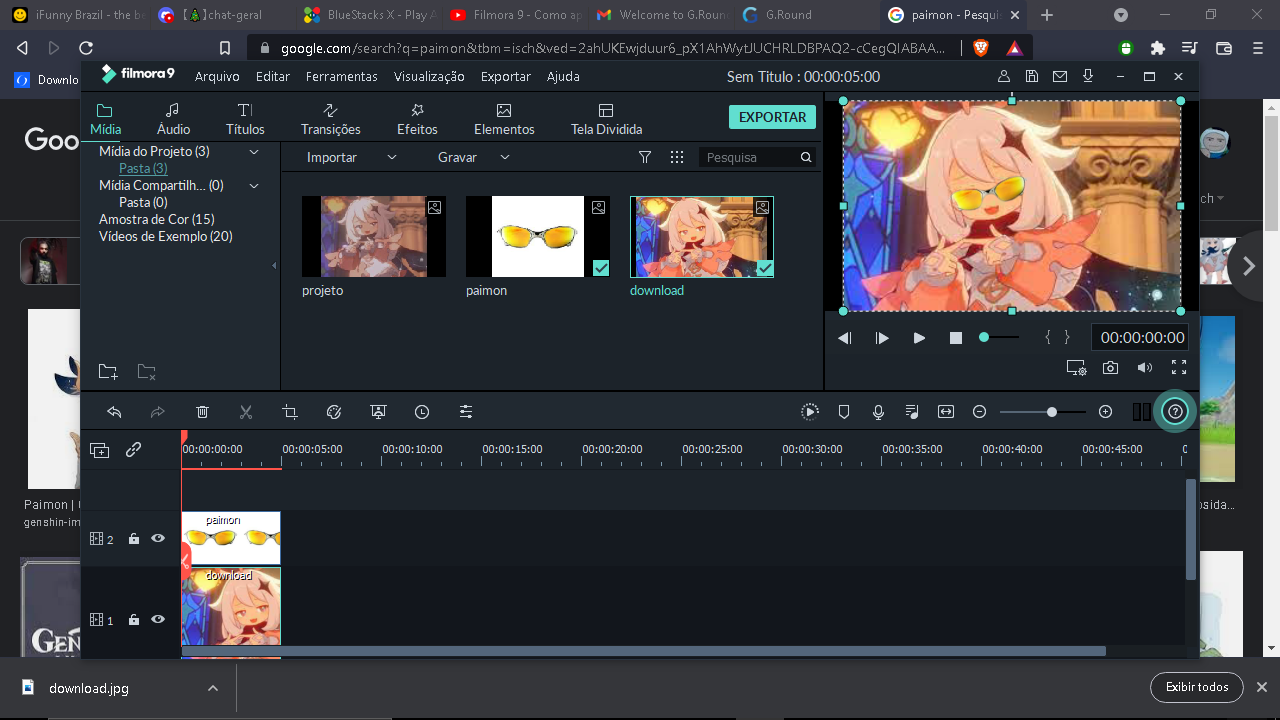 iFunny Brazil - the be
[🎄]chat-geral
BlueStacks X - Play A
Filmora 9 - Como ap
Welcome to G.Roun
G.Round
paimon - Pesqui
google.com/search?q=paimon&tbm=isch&ved=2ahUKEwjduur6_pX1AhWytJUCHRLDBPAQ2-cCegQIABAA...
Downlo
filmora9
Arquivo Editar Ferramentas Visualização Exportar Ajuda
Sem Titulo : 00:00:05:00
Mídia Áudio Títulos Transições Efeitos Elementos Tela Dividida
EXPORTAR
Goo
Mídia do Projeto (3)
Pasta (3)
Mídia Compartilh... (0)
Pasta (0)
Amostra de Cor (15)
Vídeos de Exemplo (20)
Importar Gravar Pesquisa
projeto paimon download
ch
{ } 00:00:00:00
00:00:00:00 00:00:05:00 00:00:10:00 00:00:15:00 00:00:20:00 00:00:25:00 00:00:30:00 00:00:35:00 00:00:40:00 00:00:45:00
Paimon |
genshin-im
osida...
paimon
2
download
1
GEN
download.jpg
Exibir todos